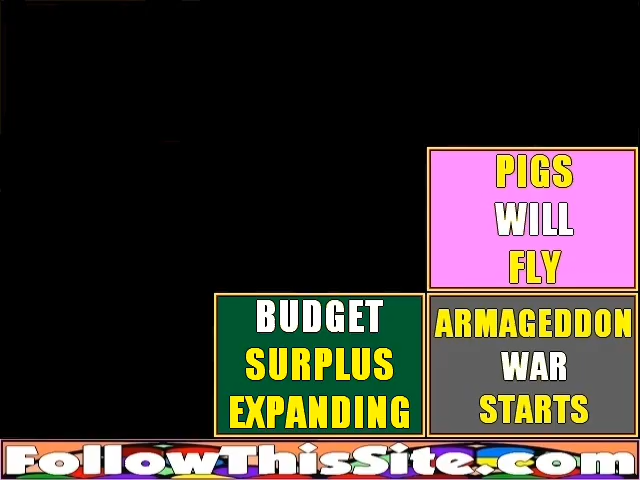 PIGS
WILL
FLY
BUDGET
SURPLUS
EXPANDING
ARMAGEDDON
WAR
STARTS
FollowThisSite.com